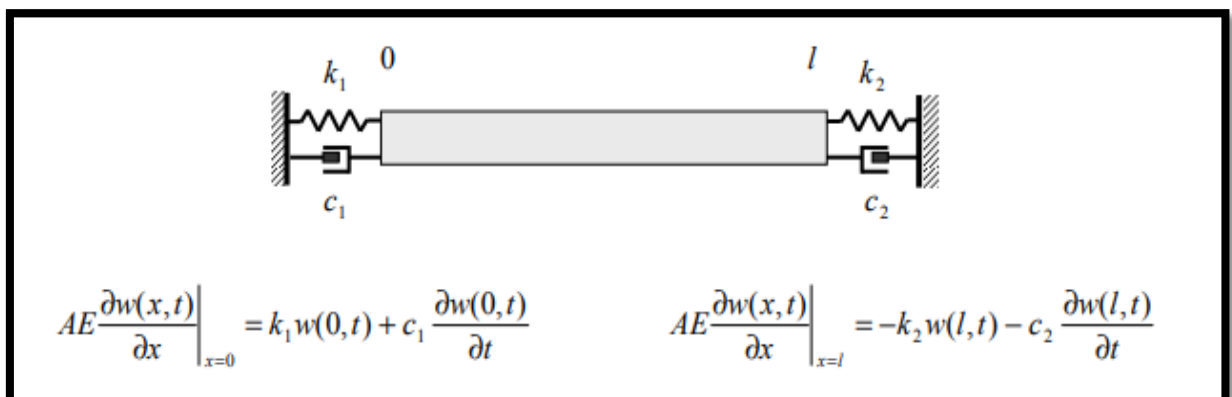 0 l
k₁ k₂
c₁ c₂
AE ∂w(x,t)/∂x |ₓ₌₀ = k₁w(0,t) + c₁ ∂w(0,t)/∂t
AE ∂w(x,t)/∂x |ₓ₌ₗ = −k₂w(l,t) − c₂ ∂w(l,t)/∂t